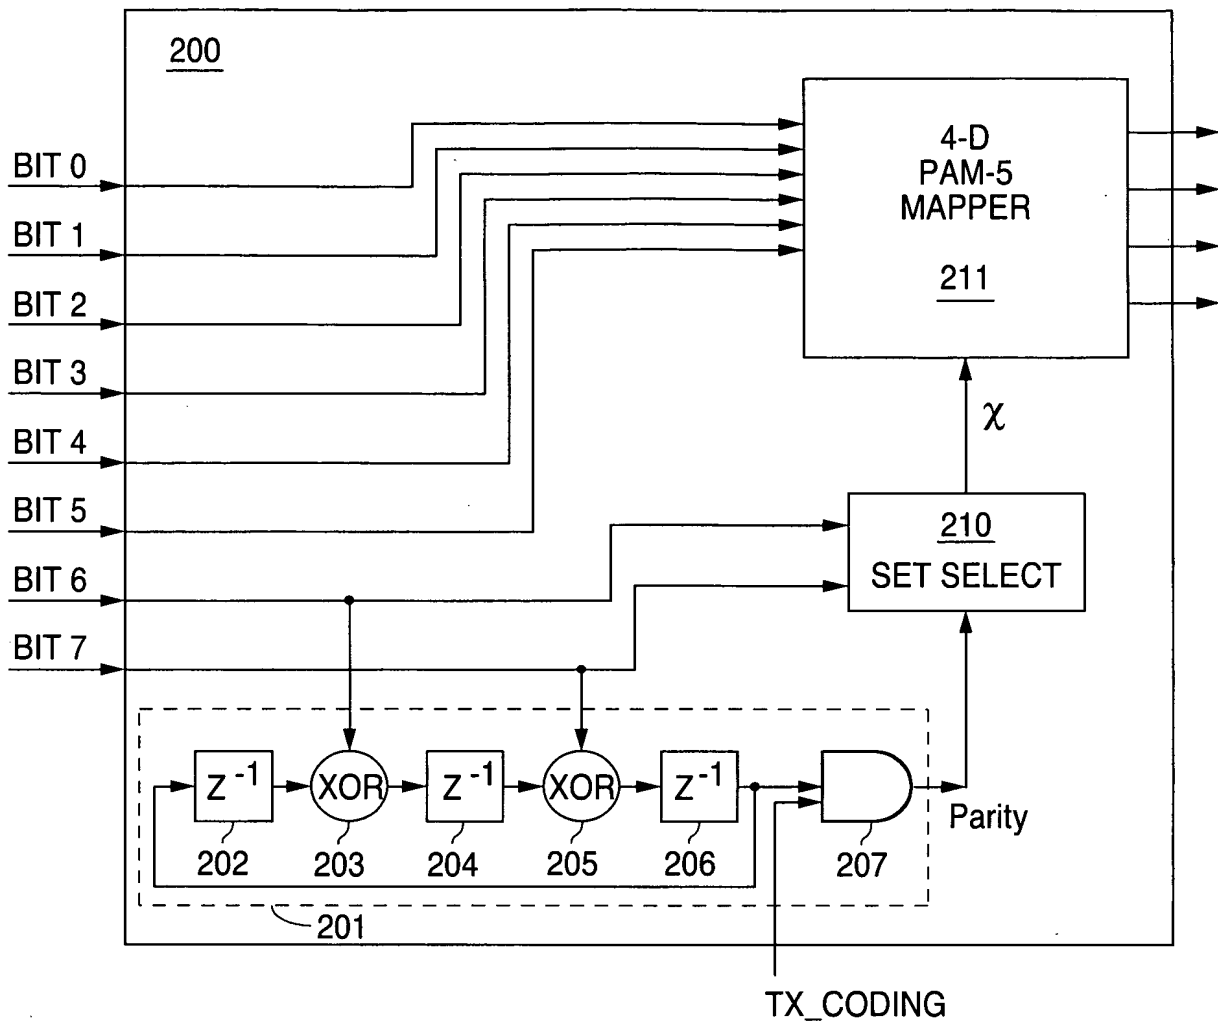 200
4-D
PAM-5
MAPPER
211
BIT 0
BIT 1
BIT 2
BIT 3
BIT 4
BIT 5
BIT 6
BIT 7
χ
210
SET SELECT
Z⁻¹
XOR
Z⁻¹
XOR
Z⁻¹
Parity
202
203
204
205
206
207
201
TX_CODING